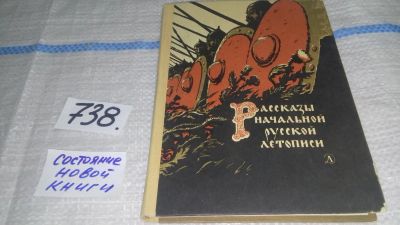 738.
состояние
новой
книги
Рассказы
начальной
русской
летописи